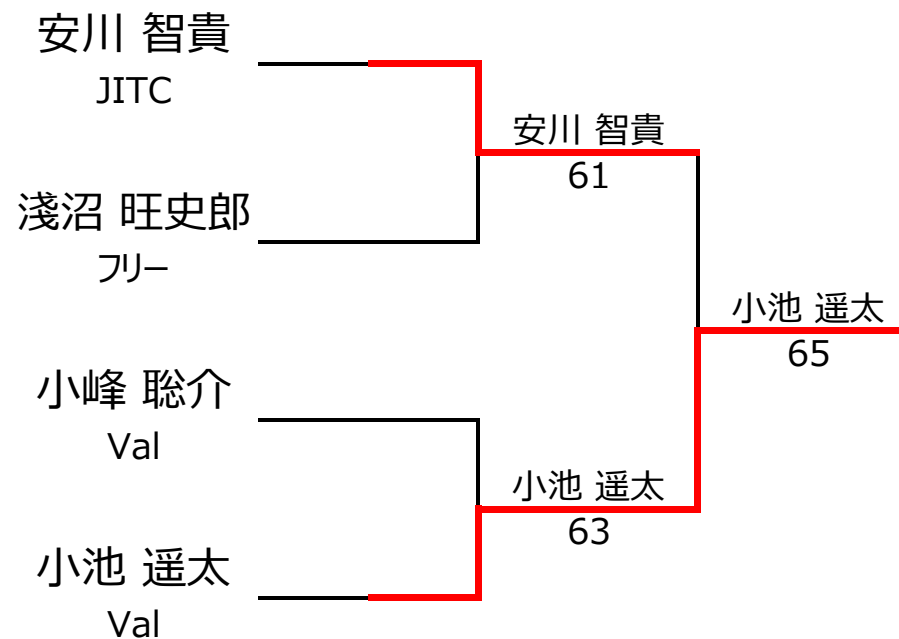 安川 智貴
JITC
安川 智貴
61
淺沼 旺史郎
フリー
小池 遥太
65
小峰 聡介
Val
小池 遥太
63
小池 遥太
Val